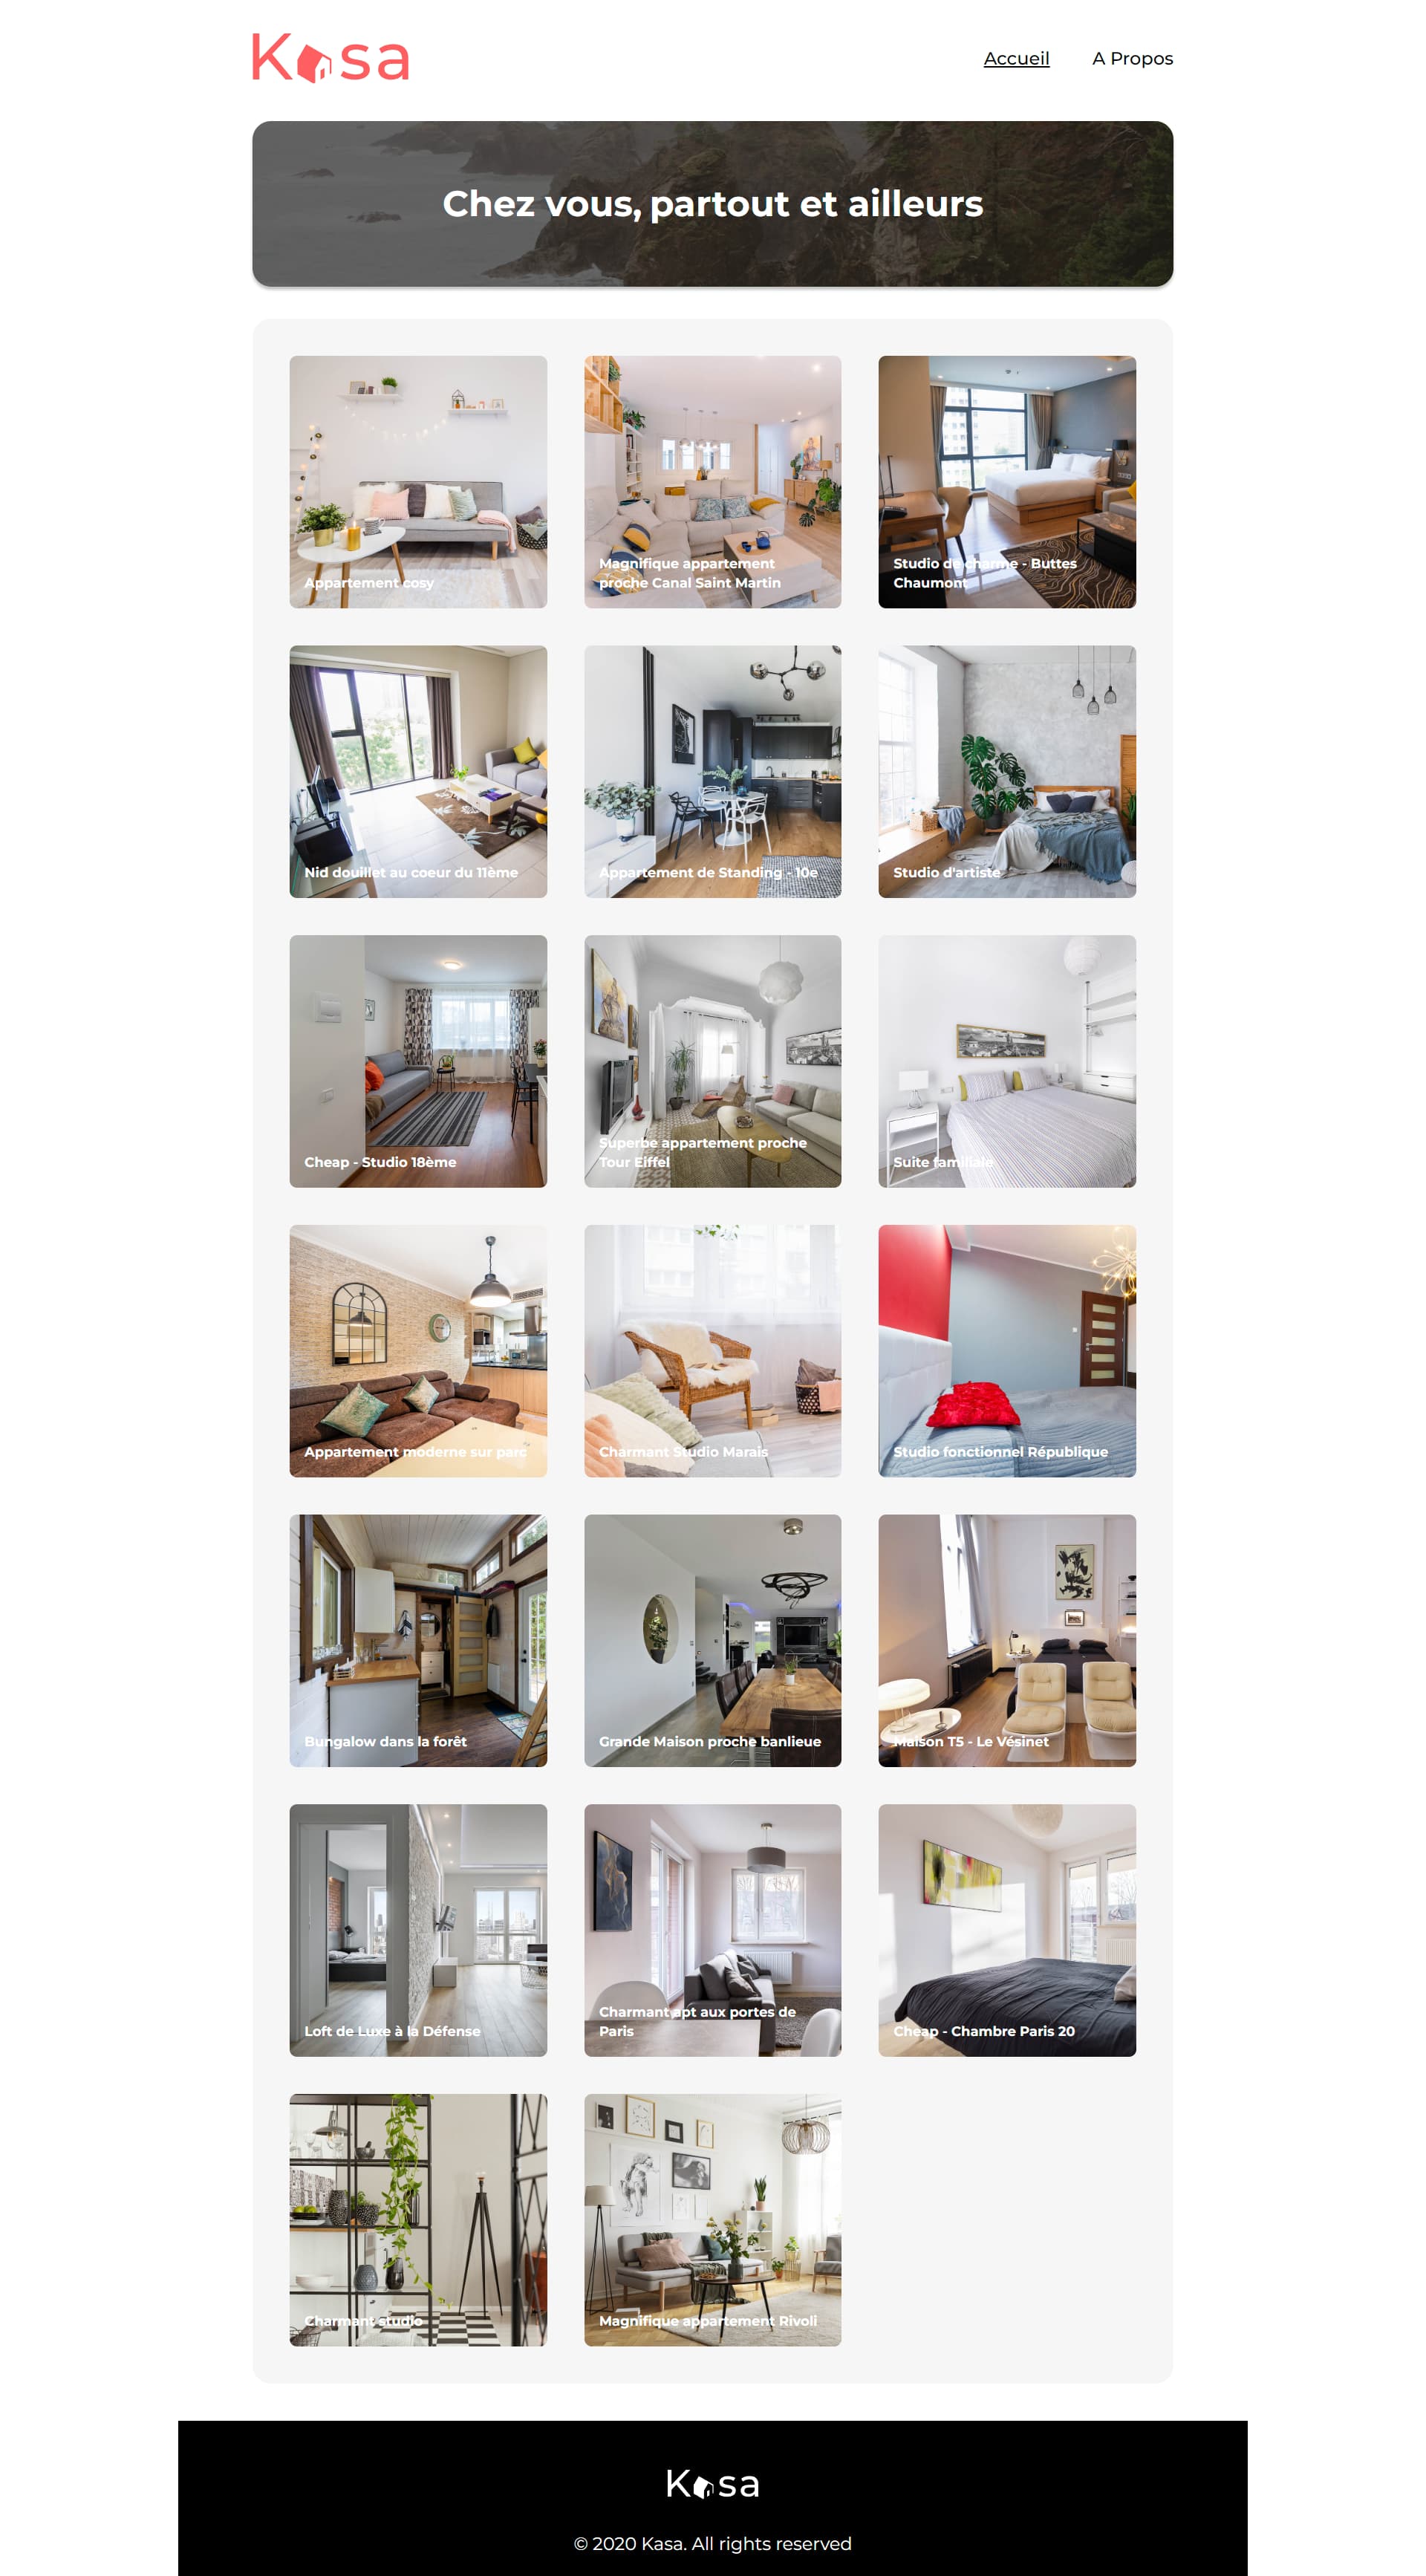 Kasa
Accueil
A Propos
Chez vous, partout et ailleurs
Appartement cosy
Magnifique appartement
proche Canal Saint Martin
Studio de charme - Buttes
Chaumont
Nid douillet au coeur du 11ème
Appartement de Standing - 10e
Studio d'artiste
Cheap - Studio 18ème
Superbe appartement proche
Tour Eiffel
Suite familiale
Appartement moderne sur parc
Charmant Studio Marais
Studio fonctionnel République
Bungalow dans la forêt
Grande Maison proche banlieue
Maison T5 - Le Vésinet
Loft de Luxe à la Défense
Charmant apt aux portes de
Paris
Cheap - Chambre Paris 20
Charmant studio
Magnifique appartement Rivoli
Kasa
© 2020 Kasa. All rights reserved